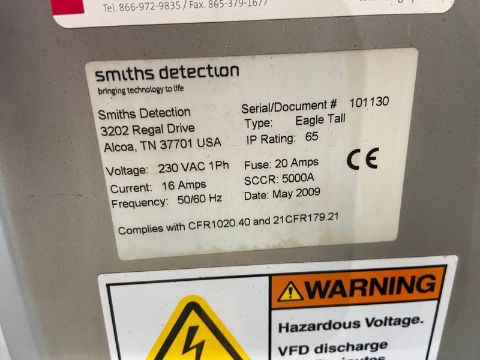 Tel. 866-972-9835 / Fax. 865-379-1677
smiths detection
bringing technology to life
Smiths Detection
3202 Regal Drive
Alcoa, TN 37701 USA
Serial/Document # 101130
Type: Eagle Tall
IP Rating: 65
Voltage: 230 VAC 1Ph
Current: 16 Amps
Frequency: 50/60 Hz
Fuse: 20 Amps
SCCR: 5000A
Date: May 2009
CE
Complies with CFR1020.40 and 21CFR179.21
WARNING
Hazardous Voltage.
VFD discharge